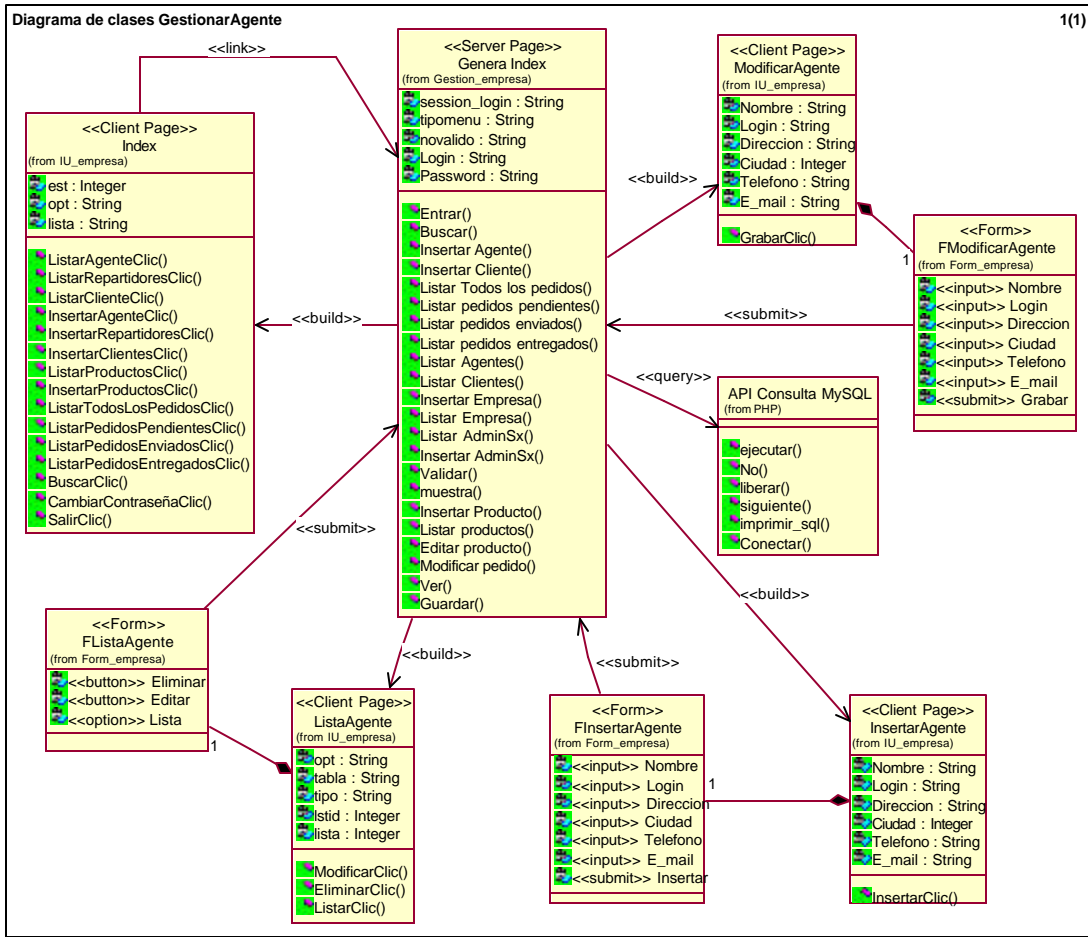 Diagrama de clases GestionarAgente
1(1)
<<link>>
<<Server Page>>
Genera Index
(from Gestion_empresa)
session_login : String
tipomenu : String
novalido : String
Login : String
Password : String
Entrar()
Buscar()
Insertar Agente()
Insertar Cliente()
Listar Todos los pedidos()
Listar pedidos pendientes()
Listar pedidos enviados()
Listar pedidos entregados()
Listar Agentes()
Listar Clientes()
Insertar Empresa()
Listar Empresa()
Listar AdminSx()
Insertar AdminSx()
Validar()
muestra()
Insertar Producto()
Listar productos()
Editar producto()
Modificar pedido()
Ver()
Guardar()
<<Client Page>>
Index
(from IU_empresa)
est : Integer
opt : String
lista : String
ListarAgenteClic()
ListarRepartidoresClic()
ListarClienteClic()
InsertarAgenteClic()
InsertarRepartidoresClic()
InsertarClientesClic()
ListarProductosClic()
InsertarProductosClic()
ListarTodosLosPedidosClic()
ListarPedidosPendientesClic()
ListarPedidosEnviadosClic()
ListarPedidosEntregadosClic()
BuscarClic()
CambiarContraseñaClic()
SalirClic()
<<build>>
<<Client Page>>
ModificarAgente
(from IU_empresa)
Nombre : String
Login : String
Direccion : String
Ciudad : Integer
Telefono : String
E_mail : String
GrabarClic()
<<build>>
1
<<Form>>
FModificarAgente
(from Form_empresa)
<<input>> Nombre
<<input>> Login
<<input>> Direccion
<<input>> Ciudad
<<input>> Telefono
<<input>> E_mail
<<submit>> Grabar
<<submit>>
<<query>>
API Consulta MySQL
(from PHP)
ejecutar()
No()
liberar()
siguiente()
imprimir_sql()
Conectar()
<<submit>>
<<build>>
<<Form>>
FListaAgente
(from Form_empresa)
<<button>> Eliminar
<<button>> Editar
<<option>> Lista
1
<<build>>
<<Client Page>>
ListaAgente
(from IU_empresa)
opt : String
tabla : String
tipo : String
lstid : Integer
lista : Integer
ModificarClic()
EliminarClic()
ListarClic()
<<submit>>
<<Form>>
FInsertarAgente
(from Form_empresa)
<<input>> Nombre
<<input>> Login
<<input>> Direccion
<<input>> Ciudad
<<input>> Telefono
<<input>> E_mail
<<submit>> Insertar
1
<<Client Page>>
InsertarAgente
(from IU_empresa)
Nombre : String
Login : String
Direccion : String
Ciudad : Integer
Telefono : String
E_mail : String
InsertarClic()